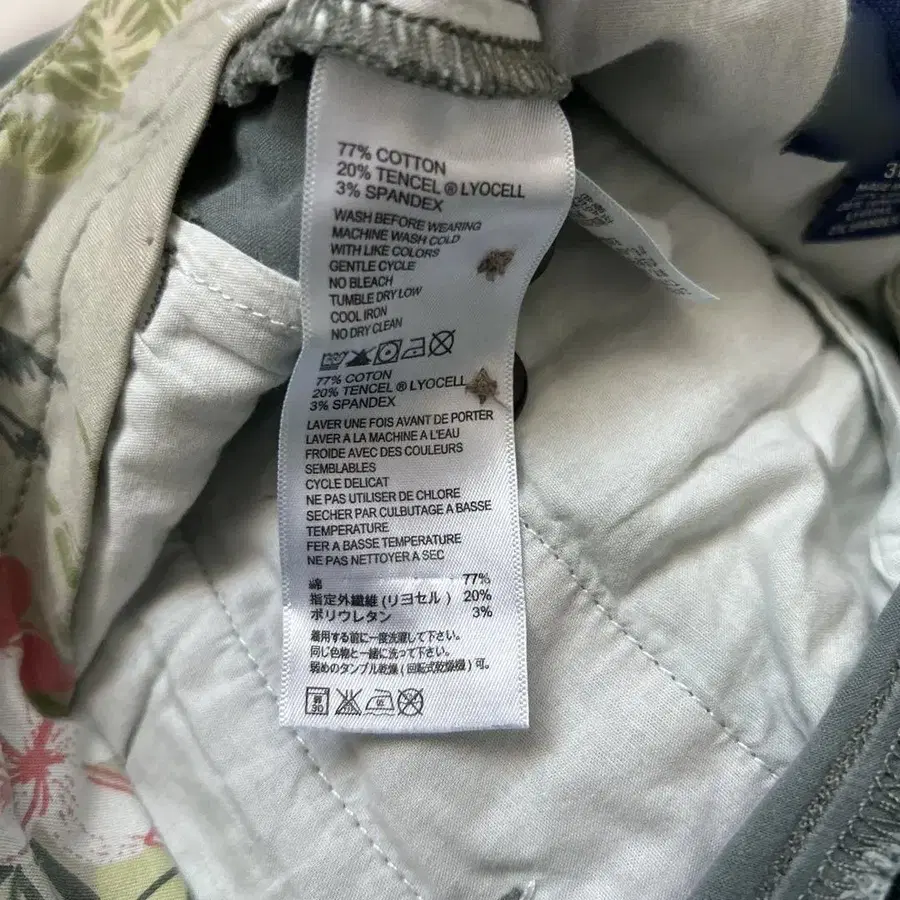 77% COTTON
20% TENCEL ® LYOCELL
3% SPANDEX
WASH BEFORE WEARING
MACHINE WASH COLD
WITH LIKE COLORS
GENTLE CYCLE
NO BLEACH
TUMBLE DRY LOW
COOL IRON
NO DRY CLEAN
77% COTON
20% TENCEL ® LYOCELL
3% SPANDEX
LAVER UNE FOIS AVANT DE PORTER
LAVER A LA MACHINE A L'EAU
FROIDE AVEC DES COULEURS
SEMBLABLES
CYCLE DELICAT
NE PAS UTILISER DE CHLORE
SECHER PAR CULBUTAGE A BASSE
TEMPERATURE
FER A BASSE TEMPERATURE
NE PAS NETTOYER A SEC
綿 77%
指定外繊維 (リヨセル) 20%
ポリウレタン 3%
着用する前に一度洗濯して下さい。
同じ色物と一緒に洗って下さい。
弱めのタンブル乾燥 (回転式乾燥機) 可。